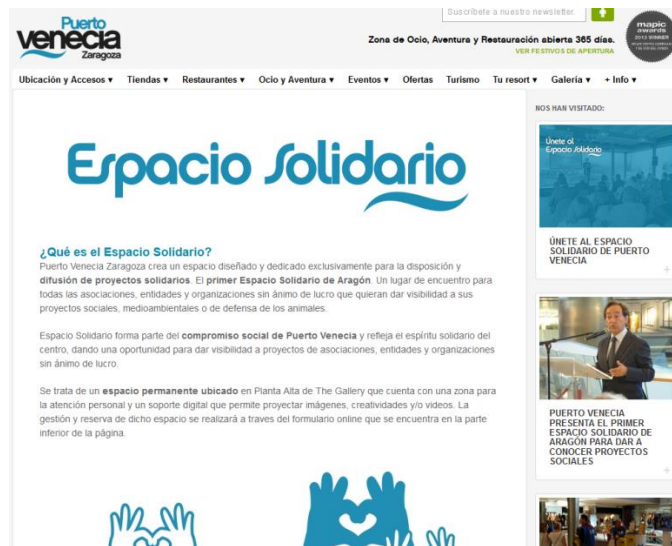 Puerto
venecia
Zaragoza
Suscríbete a nuestro newsletter.
Zona de Ocio, Aventura y Restauración abierta 365 días.
VER FESTIVOS DE APERTURA
mapic
awards
2013 WINNER
Ubicación y Accesos ▾ Tiendas ▾ Restaurantes ▾ Ocio y Aventura ▾ Eventos ▾ Ofertas Turismo Tu resort ▾ Galería ▾ + Info ▾
Espacio Solidario
¿Qué es el Espacio Solidario?
Puerto Venecia Zaragoza crea un espacio diseñado y dedicado exclusivamente para la disposición y
difusión de proyectos solidarios. El primer Espacio Solidario de Aragón. Un lugar de encuentro para
todas las asociaciones, entidades y organizaciones sin ánimo de lucro que quieran dar visibilidad a sus
proyectos sociales, medioambientales o de defensa de los animales.
Espacio Solidario forma parte del compromiso social de Puerto Venecia y refleja el espíritu solidario del
centro, dando una oportunidad para dar visibilidad a proyectos de asociaciones, entidades y organizaciones
sin ánimo de lucro.
Se trata de un espacio permanente ubicado en Planta Alta de The Gallery que cuenta con una zona para
la atención personal y un soporte digital que permite proyectar imágenes, creatividades y/o videos. La
gestión y reserva de dicho espacio se realizará a traves del formulario online que se encuentra en la parte
inferior de la página.
NOS HAN VISITADO:
Únete al
Espacio Solidario
ÚNETE AL ESPACIO
SOLIDARIO DE PUERTO
VENECIA
PUERTO VENECIA
PRESENTA EL PRIMER
ESPACIO SOLIDARIO DE
ARAGÓN PARA DAR A
CONOCER PROYECTOS
SOCIALES